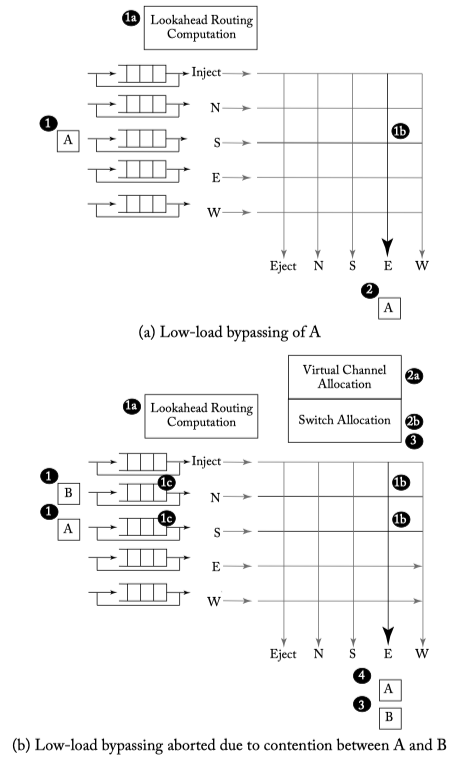 1a
Lookahead Routing
Computation
Inject
N
1
A
S
1b
E
W
Eject N S E W
2
A
(a) Low-load bypassing of A
Virtual Channel
Allocation
2a
1a
Lookahead Routing
Computation
Switch Allocation
2b
3
Inject
1
B
1c
N
1b
1
A
1c
S
1b
E
W
Eject N S E W
4
A
3
B
(b) Low-load bypassing aborted due to contention between A and B